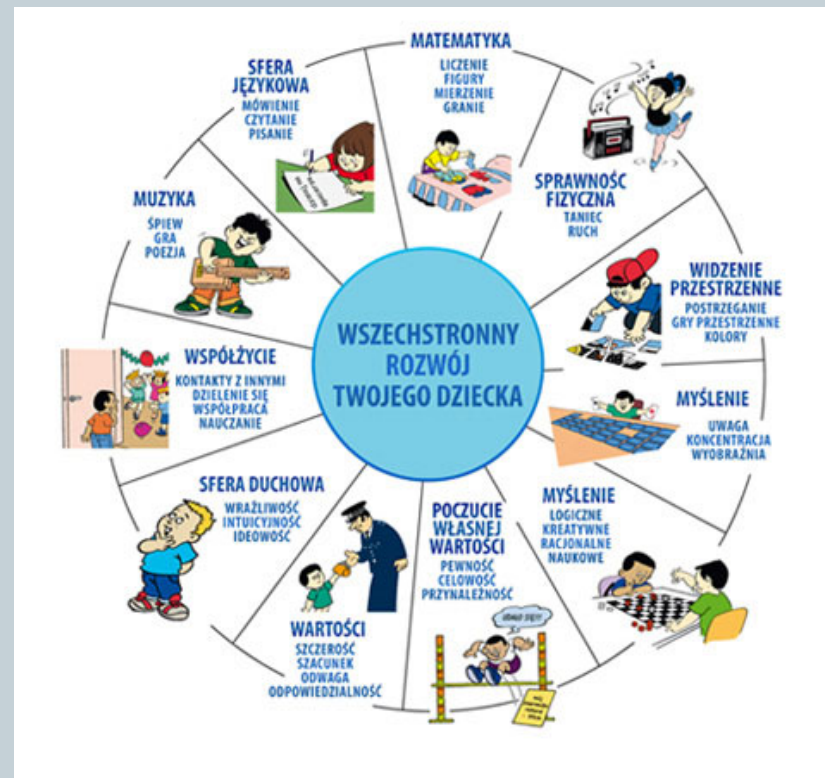 MATEMATYKA
LICZENIE
FIGURY
MIERZENIE
GRANIE
SPRAWNOŚC
FIZYCZNA
TANIEC
RUCH
WIDZENIE
PRZESTRZENNE
POSTRZEGANIE
GRY PRZESTRZENNE
KOLORY
MYŚLENIE
UWAGA
KONCENTRACJA
WYOBRAŹNIA
MYŚLENIE
LOGICZNE
KREATYWNE
RACJONALNE
NAUKOWE
POCZUCIE
WŁASNEJ
WARTOŚCI
PEWNOŚĆ
CELOWOŚĆ
PRZYNALEŻNOŚĆ
WARTOŚCI
SZCZEROŚĆ
SZACUNEK
ODWAGA
ODPOWIEDZIALNOŚĆ
SFERA DUCHOWA
WRAŻLIWOŚĆ
INTUICYJNOŚĆ
IDEOWOŚĆ
WSPÓŁŻYCIE
KONTAKTY Z INNYMI
DZIELENIE SIĘ
WSPÓŁPRACA
NAUCZANIE
MUZYKA
ŚPIEW
GRA
POEZJA
SFERA
JĘZYKOWA
MÓWIENIE
CZYTANIE
PISANIE
WSZECHSTRONNY
ROZWÓJ
TWOJEGO DZIECKA